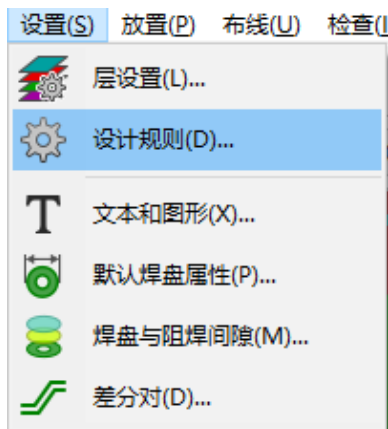 设置(S) 放置(P) 布线(U) 检查(I
层设置(L)...
设计规则(D)...
文本和图形(X)...
默认焊盘属性(P)...
焊盘与阻焊间隙(M)...
差分对(D)...